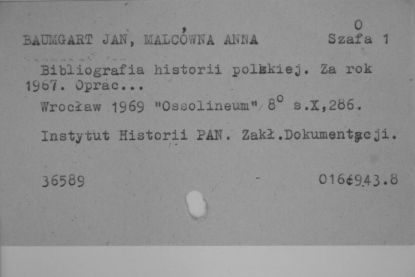 O
BAUMGART JAN, MALCÓWNA ANNA Szafa 1
Bibliografia historii polskiej. Za rok
1967. Oprac...
Wrocław 1969 "Ossolineum" 8° s.X,286.
Instytut Historii PAN. Zakł.Dokumentacji.
36589 016:943.8